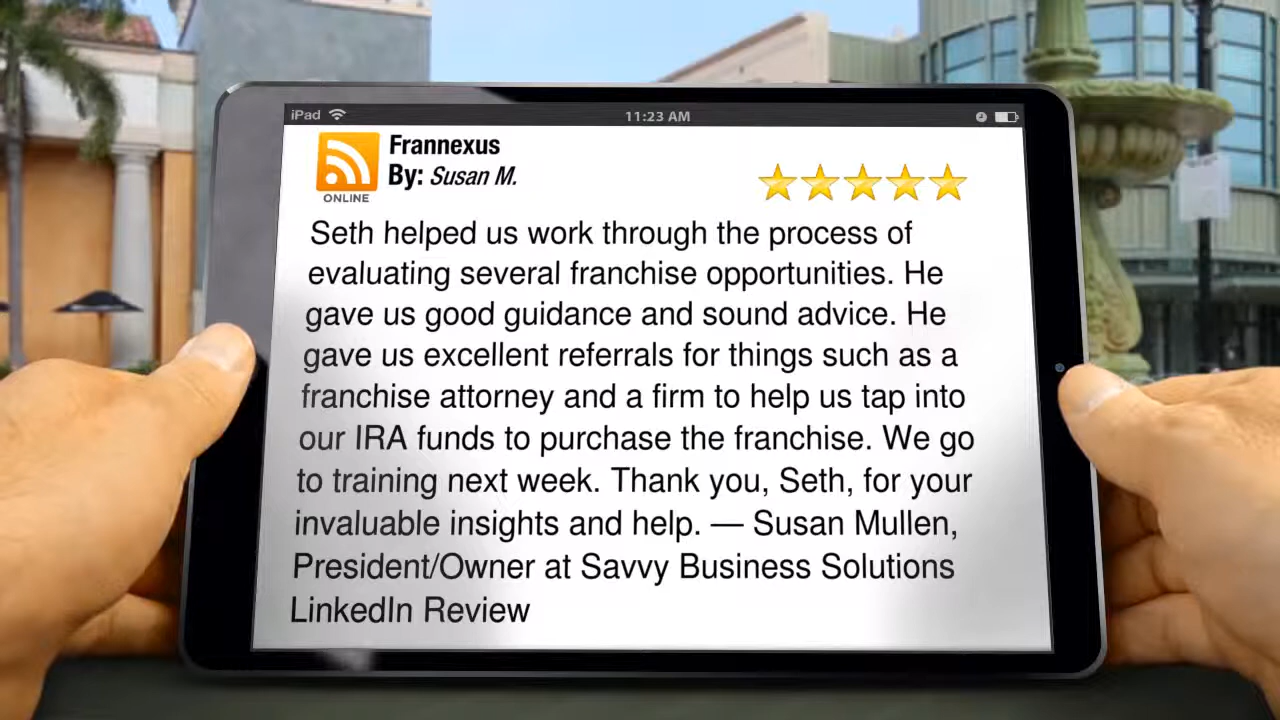 iPad 11:23 AM
Frannexus
By: Susan M.
ONLINE
Seth helped us work through the process of
evaluating several franchise opportunities. He
gave us good guidance and sound advice. He
gave us excellent referrals for things such as a
franchise attorney and a firm to help us tap into
our IRA funds to purchase the franchise. We go
to training next week. Thank you, Seth, for your
invaluable insights and help. — Susan Mullen,
President/Owner at Savvy Business Solutions
LinkedIn Review